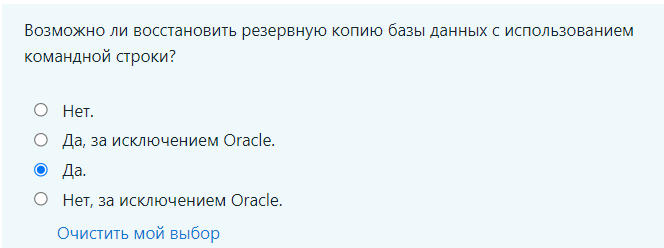 Возможно ли восстановить резервную копию базы данных с использованием
командной строки?
Нет.
Да, за исключением Oracle.
Да.
Нет, за исключением Oracle.
Очистить мой выбор